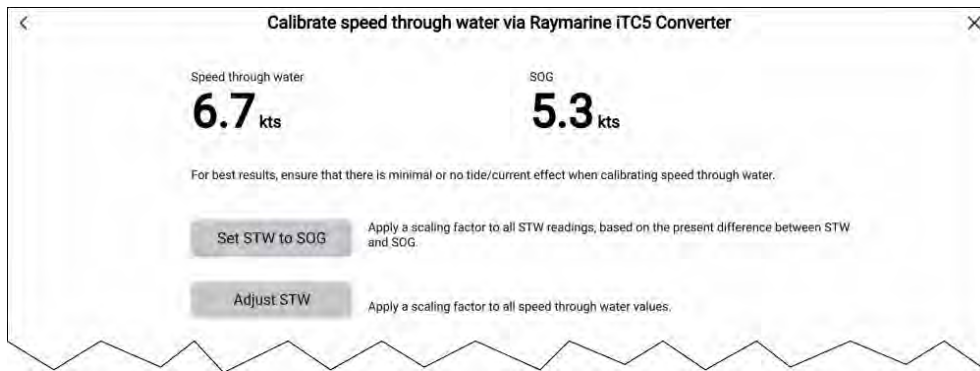 Calibrate speed through water via Raymarine iTC5 Converter
Speed through water
SOG
6.7 kts
5.3 kts
For best results, ensure that there is minimal or no tide/current effect when calibrating speed through water.
Set STW to SOG
Apply a scaling factor to all STW readings, based on the present difference between STW
and SOG.
Adjust STW
Apply a scaling factor to all speed through water values.